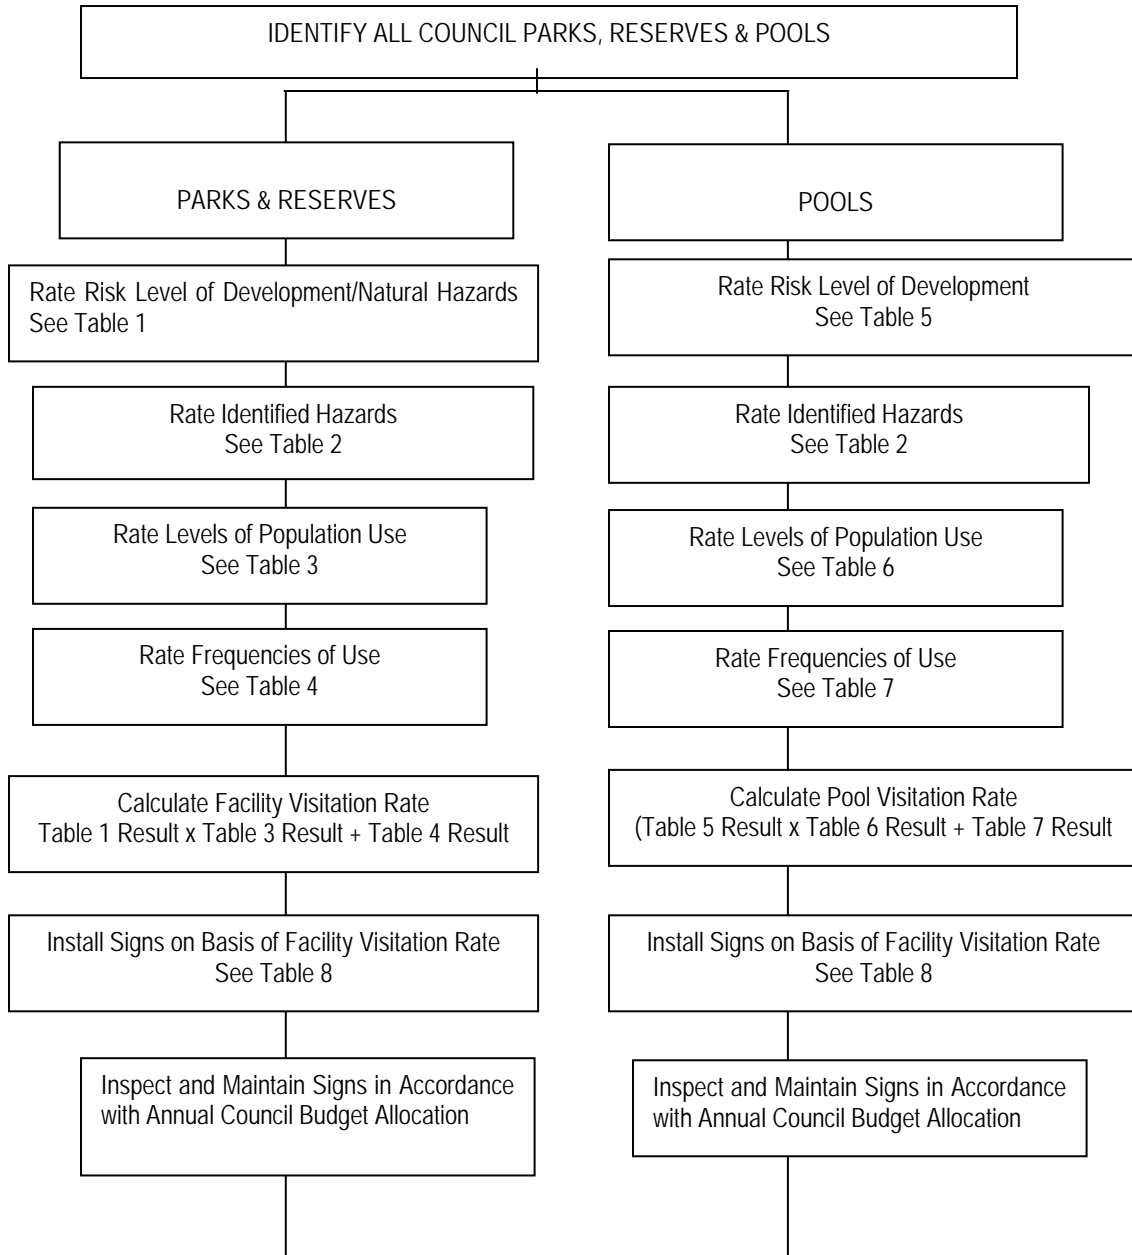 IDENTIFY ALL COUNCIL PARKS, RESERVES & POOLS
PARKS & RESERVES
Rate Risk Level of Development/Natural Hazards
See Table 1
Rate Identified Hazards
See Table 2
Rate Levels of Population Use
See Table 3
Rate Frequencies of Use
See Table 4
Calculate Facility Visitation Rate
Table 1 Result x Table 3 Result + Table 4 Result
Install Signs on Basis of Facility Visitation Rate
See Table 8
Inspect and Maintain Signs in Accordance
with Annual Council Budget Allocation
POOLS
Rate Risk Level of Development
See Table 5
Rate Identified Hazards
See Table 2
Rate Levels of Population Use
See Table 6
Rate Frequencies of Use
See Table 7
Calculate Pool Visitation Rate
(Table 5 Result x Table 6 Result + Table 7 Result
Install Signs on Basis of Facility Visitation Rate
See Table 8
Inspect and Maintain Signs in Accordance
with Annual Council Budget Allocation